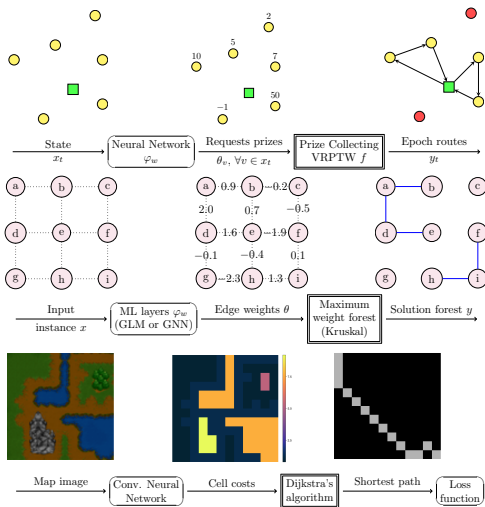 2
10
5
7
−1
50
State
x_t
Neural Network
φ_w
Requests prizes
θ_v, ∀v ∈ x_t
Prize Collecting
VRPTW f
Epoch routes
y_t
a b c
d e f
g h i
a 0.9 b −0.2 c
2.0 0.7 −0.5
d 1.6 e −1.9 f
−0.1 −0.4 0.1
g −2.3 h 1.3 i
a b c
d e f
g h i
Input
instance x
ML layers φ_w
(GLM or GNN)
Edge weights θ
Maximum
weight forest
(Kruskal)
Solution forest y
Map image
Conv. Neural
Network
Cell costs
Dijkstra's
algorithm
Shortest path
Loss
function